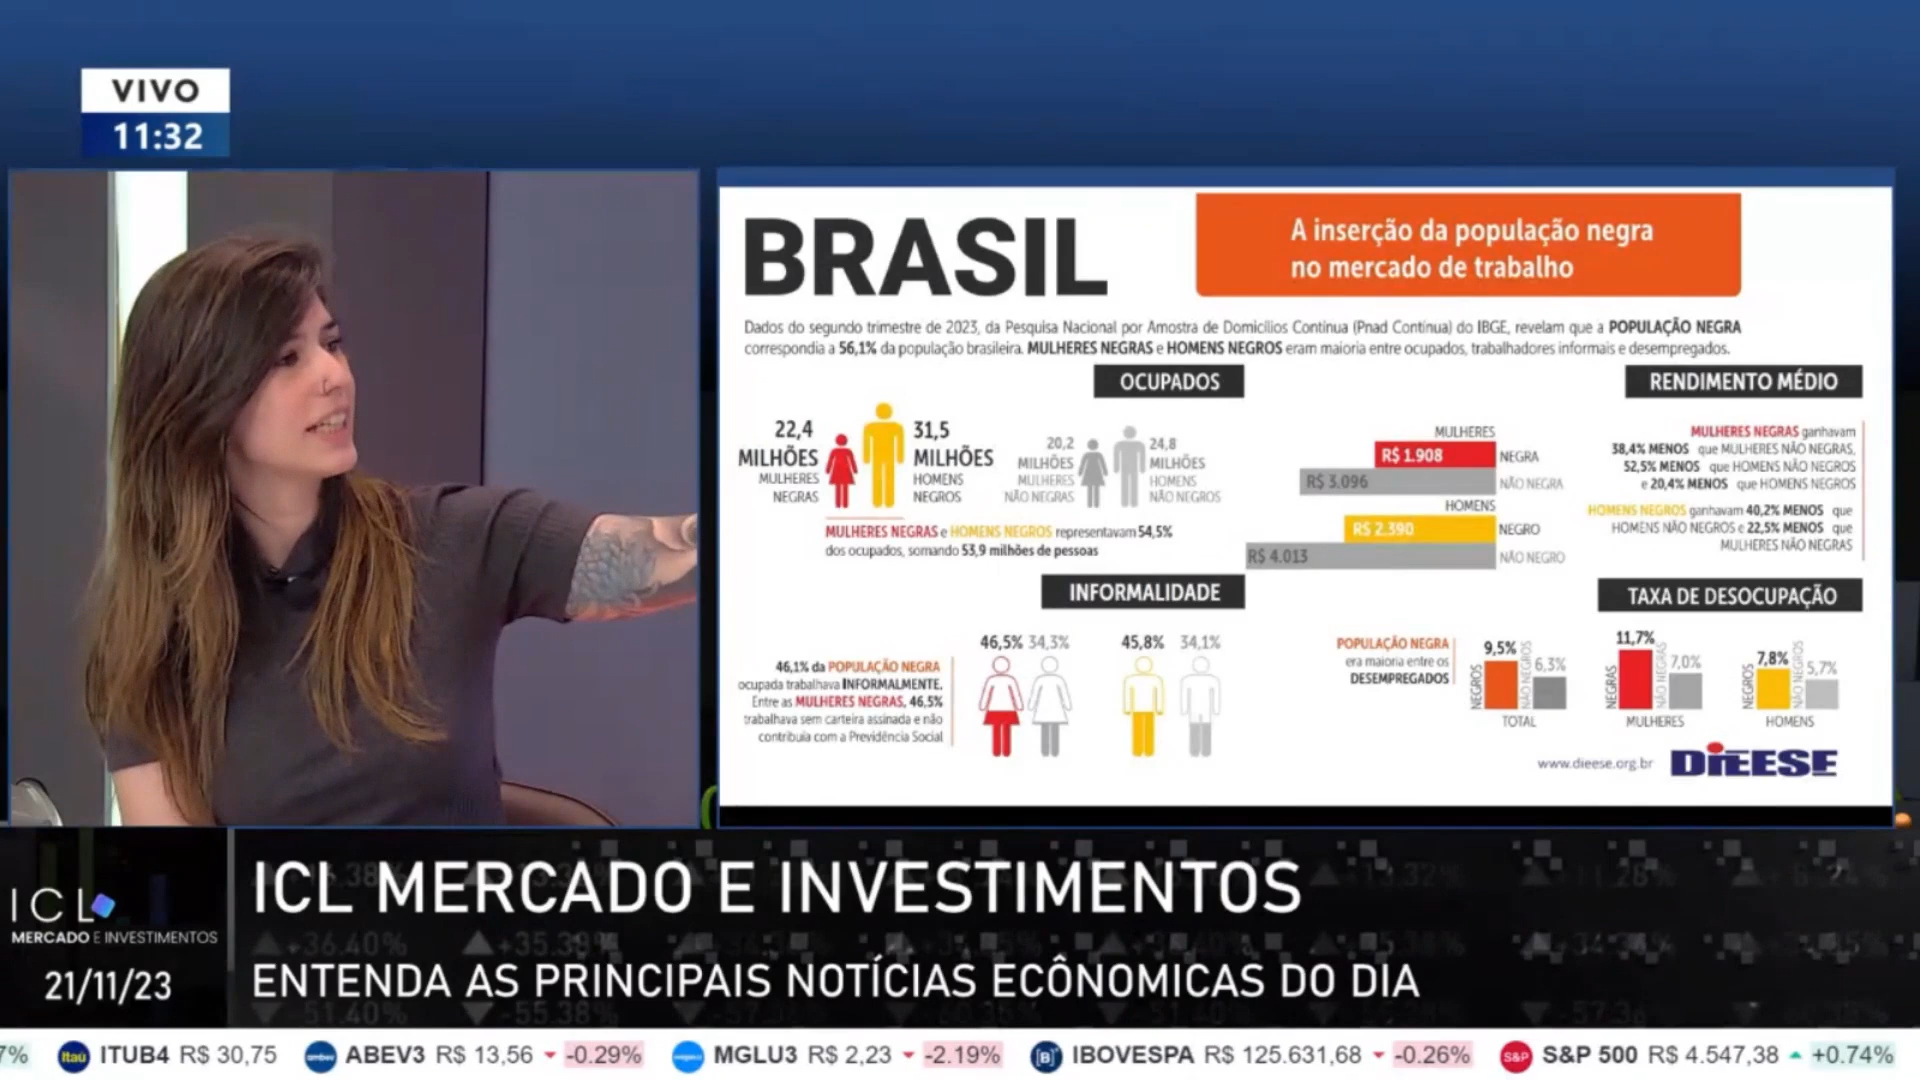 VIVO
11:32
BRASIL
A inserção da população negra
no mercado de trabalho
Dados do segundo trimestre de 2023, da Pesquisa Nacional por Amostra de Domicílios Contínua (Pnad Contínua) do IBGE, revelam que a POPULAÇÃO NEGRA
correspondia a 56,1% da população brasileira. MULHERES NEGRAS e HOMENS NEGROS eram maioria entre ocupados, trabalhadores informais e desempregados.
OCUPADOS
22,4
MILHÕES
MULHERES
NEGRAS
31,5
MILHÕES
HOMENS
NEGROS
20,2
MILHÕES
MULHERES
NÃO NEGRAS
24,8
MILHÕES
HOMENS
NÃO NEGROS
MULHERES NEGRAS e HOMENS NEGROS representavam 54,5%
dos ocupados, somando 53,9 milhões de pessoas
RENDIMENTO MÉDIO
MULHERES
R$ 1.908 NEGRA
R$ 3.096 NÃO NEGRA
HOMENS
R$ 2.390 NEGRO
R$ 4.013 NÃO NEGRO
MULHERES NEGRAS ganhavam
38,4% MENOS que MULHERES NÃO NEGRAS,
52,5% MENOS que HOMENS NÃO NEGROS
e 20,4% MENOS que HOMENS NEGROS
HOMENS NEGROS ganhavam 40,2% MENOS que
HOMENS NÃO NEGROS e 22,5% MENOS que
MULHERES NÃO NEGRAS
INFORMALIDADE
46,1% da POPULAÇÃO NEGRA
ocupada trabalhava INFORMALMENTE.
Entre as MULHERES NEGRAS, 46,5%
trabalhava sem carteira assinada e não
contribuía com a Previdência Social
46,5% 34,3%
45,8% 34,1%
TAXA DE DESOCUPAÇÃO
POPULAÇÃO NEGRA
era maioria entre os
DESEMPREGADOS
NEGROS 9,5% NÃO NEGROS 6,3%
TOTAL
NEGRAS 11,7% NÃO NEGRAS 7,0%
MULHERES
NEGROS 7,8% NÃO NEGROS 5,7%
HOMENS
www.dieese.org.br DIEESE
ICL
MERCADO E INVESTIMENTOS
21/11/23
ICL MERCADO E INVESTIMENTOS
ENTENDA AS PRINCIPAIS NOTÍCIAS ECÔNOMICAS DO DIA
7% Itaú ITUB4 R$ 30,75 ambev ABEV3 R$ 13,56 -0.29% MGLU3 R$ 2,23 -2.19% [B] IBOVESPA R$ 125.631,68 -0.26% S&P S&P 500 R$ 4.547,38 +0.74%